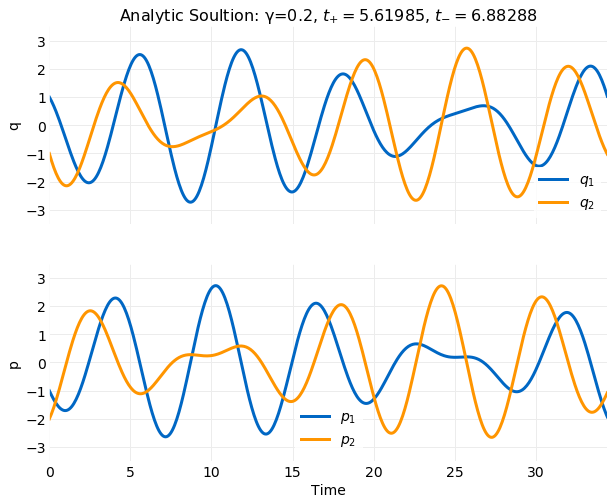 Analytic Soultion: γ=0.2, t₊ = 5.61985, t₋ = 6.88288
3
2
1
0
−1
−2
−3
q
q₁
q₂
3
2
1
0
−1
−2
−3
p
p₁
p₂
0 5 10 15 20 25 30
Time